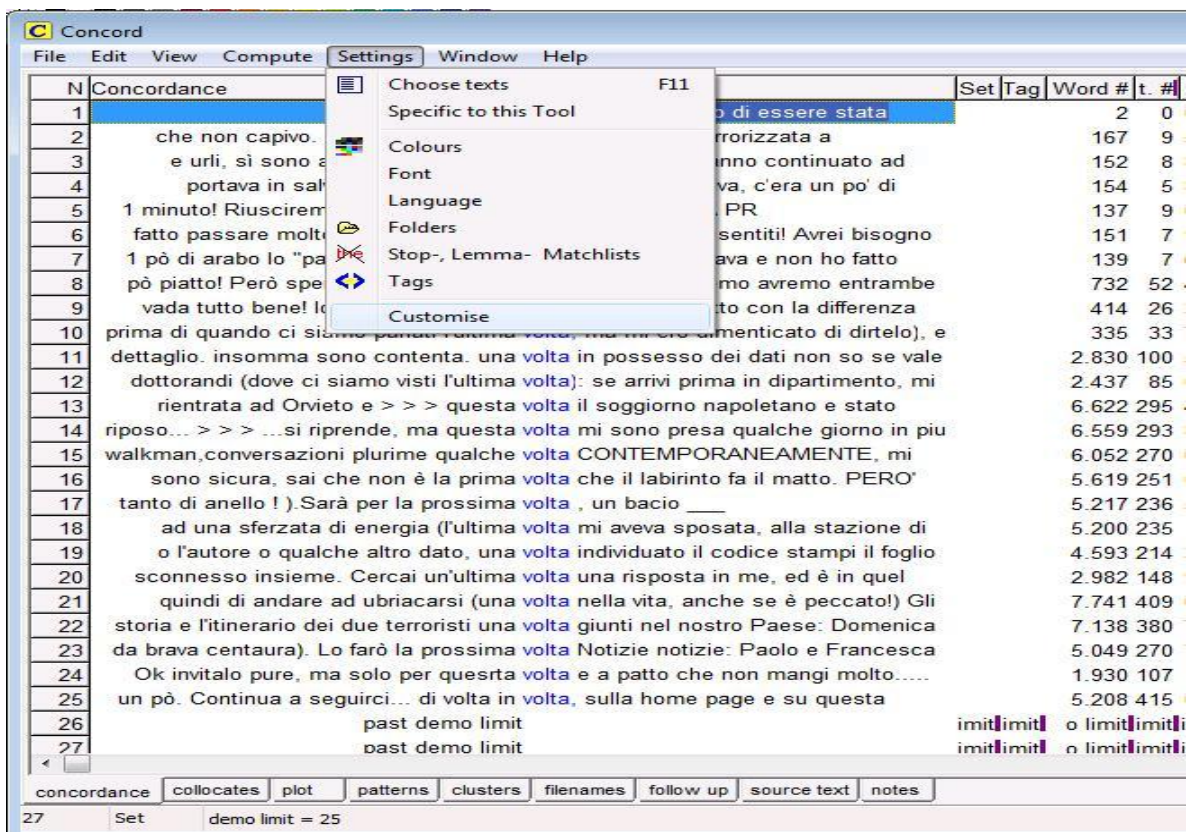 Concord
File Edit View Compute Settings Window Help
N Concordance Set Tag Word # t. #
Choose texts F11
Specific to this Tool
Colours
Font
Language
Folders
Stop-, Lemma- Matchlists
Tags
Customise
1 di essere stata 2 0
2 che non capivo. rrorizzata a 167 9
3 e urli, sì sono nno continuato ad 152 8
4 portava in va, c'era un po' di 154 5
5 1 minuto! PR 137 9
6 fatto passare sentiti! Avrei bisogno 151 7
7 1 pò di arabo lo "pa ava e non ho fatto 139 7
8 pò piatto! Però spe mo avremo entrambe 732 52
9 vada tutto bene! to con la differenza 414 26
10 prima di quando ci l'ultima volta, ma mi ero dimenticato di dirtelo), e 335 33
11 dettaglio. insomma sono contenta. una volta in possesso dei dati non so se vale 2.830 100
12 dottorandi (dove ci siamo visti l'ultima volta): se arrivi prima in dipartimento, mi 2.437 85
13 rientrata ad Orvieto e > > > questa volta il soggiorno napoletano e stato 6.622 295
14 riposo... > > > ...si riprende, ma questa volta mi sono presa qualche giorno in piu 6.559 293
15 walkman,conversazioni plurime qualche volta CONTEMPORANEAMENTE, mi 6.052 270
16 sono sicura, sai che non è la prima volta che il labirinto fa il matto. PERO' 5.619 251
17 tanto di anello ! ).Sarà per la prossima volta , un bacio ___ 5.217 236
18 ad una sferzata di energia (l'ultima volta mi aveva sposata, alla stazione di 5.200 235
19 o l'autore o qualche altro dato, una volta individuato il codice stampi il foglio 4.593 214
20 sconnesso insieme. Cercai un'ultima volta una risposta in me, ed è in quel 2.982 148
21 quindi di andare ad ubriacarsi (una volta nella vita, anche se è peccato!) Gli 7.741 409
22 storia e l'itinerario dei due terroristi una volta giunti nel nostro Paese: Domenica 7.138 380
23 da brava centaura). Lo farò la prossima volta Notizie notizie: Paolo e Francesca 5.049 270
24 Ok invitalo pure, ma solo per quesrta volta e a patto che non mangi molto..... 1.930 107
25 un pò. Continua a seguirci... di volta in volta, sulla home page e su questa 5.208 415
26 past demo limit imit imit o limit imit
27 past demo limit imit imit o limit imit
concordance collocates plot patterns clusters filenames follow up source text notes
27 Set demo limit = 25